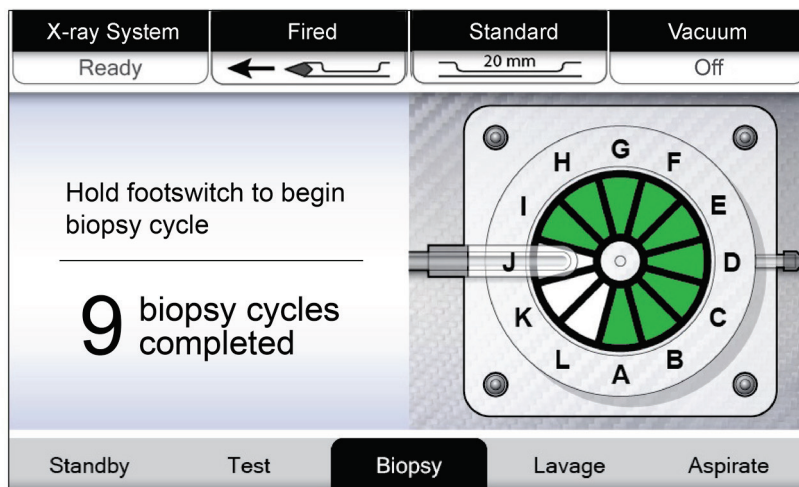 X-ray System
Fired
Standard
Vacuum
Ready
20 mm
Off
Hold footswitch to begin
biopsy cycle
9 biopsy cycles
completed
G
H
F
I
E
J
D
K
C
L
B
A
Standby
Test
Biopsy
Lavage
Aspirate